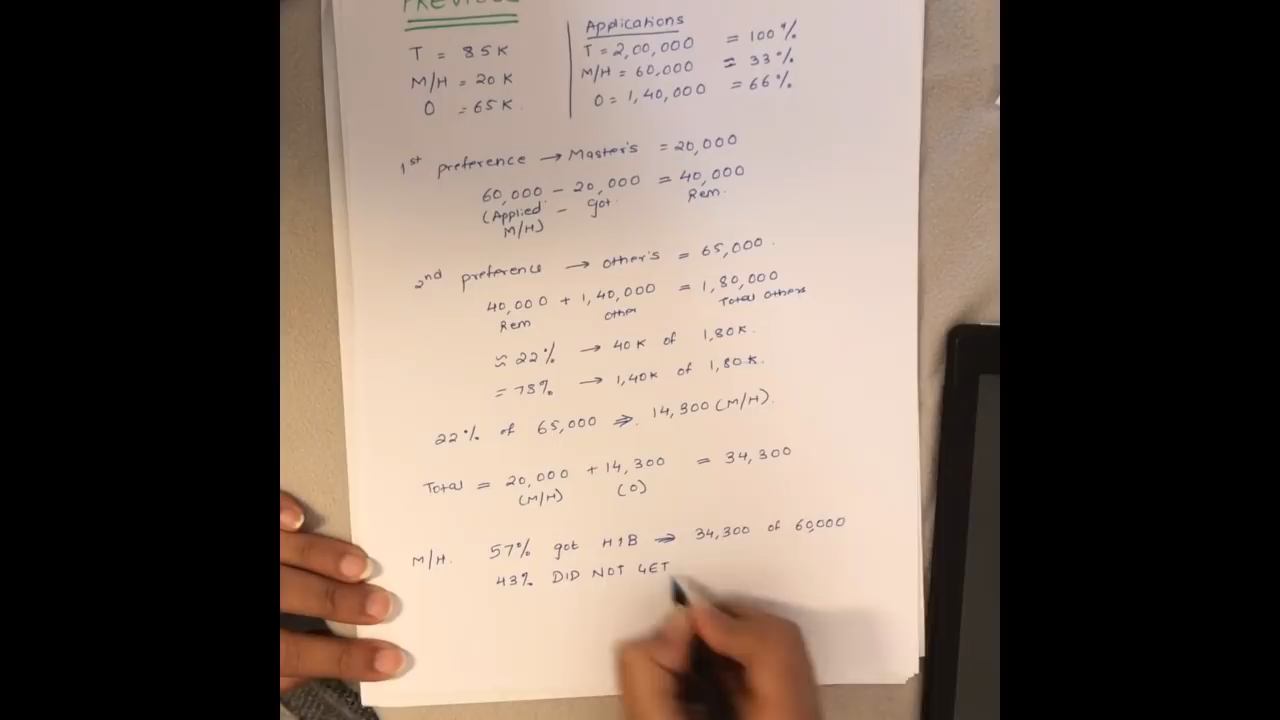 T = 85K
M/H = 20K
O = 65K
Applications
T = 2,00,000 = 100%
M/H = 60,000 = 33%
O = 1,40,000 = 66%
1st preference → Master's = 20,000
60,000 - 20,000 = 40,000
(Applied - got. Rem.
M/H)
2nd preference → other's = 65,000.
40,000 + 1,40,000 = 1,80,000
Rem other Total Others
≈ 22% → 40K of 1,80K.
= 78% → 1,40K of 1,80K.
22% of 65,000 ⇒ 14,300 (M/H).
Total = 20,000 + 14,300 = 34,300
(M/H) (O)
M/H. 57% got H1B ⇒ 34,300 of 60,000
43% DID NOT GET